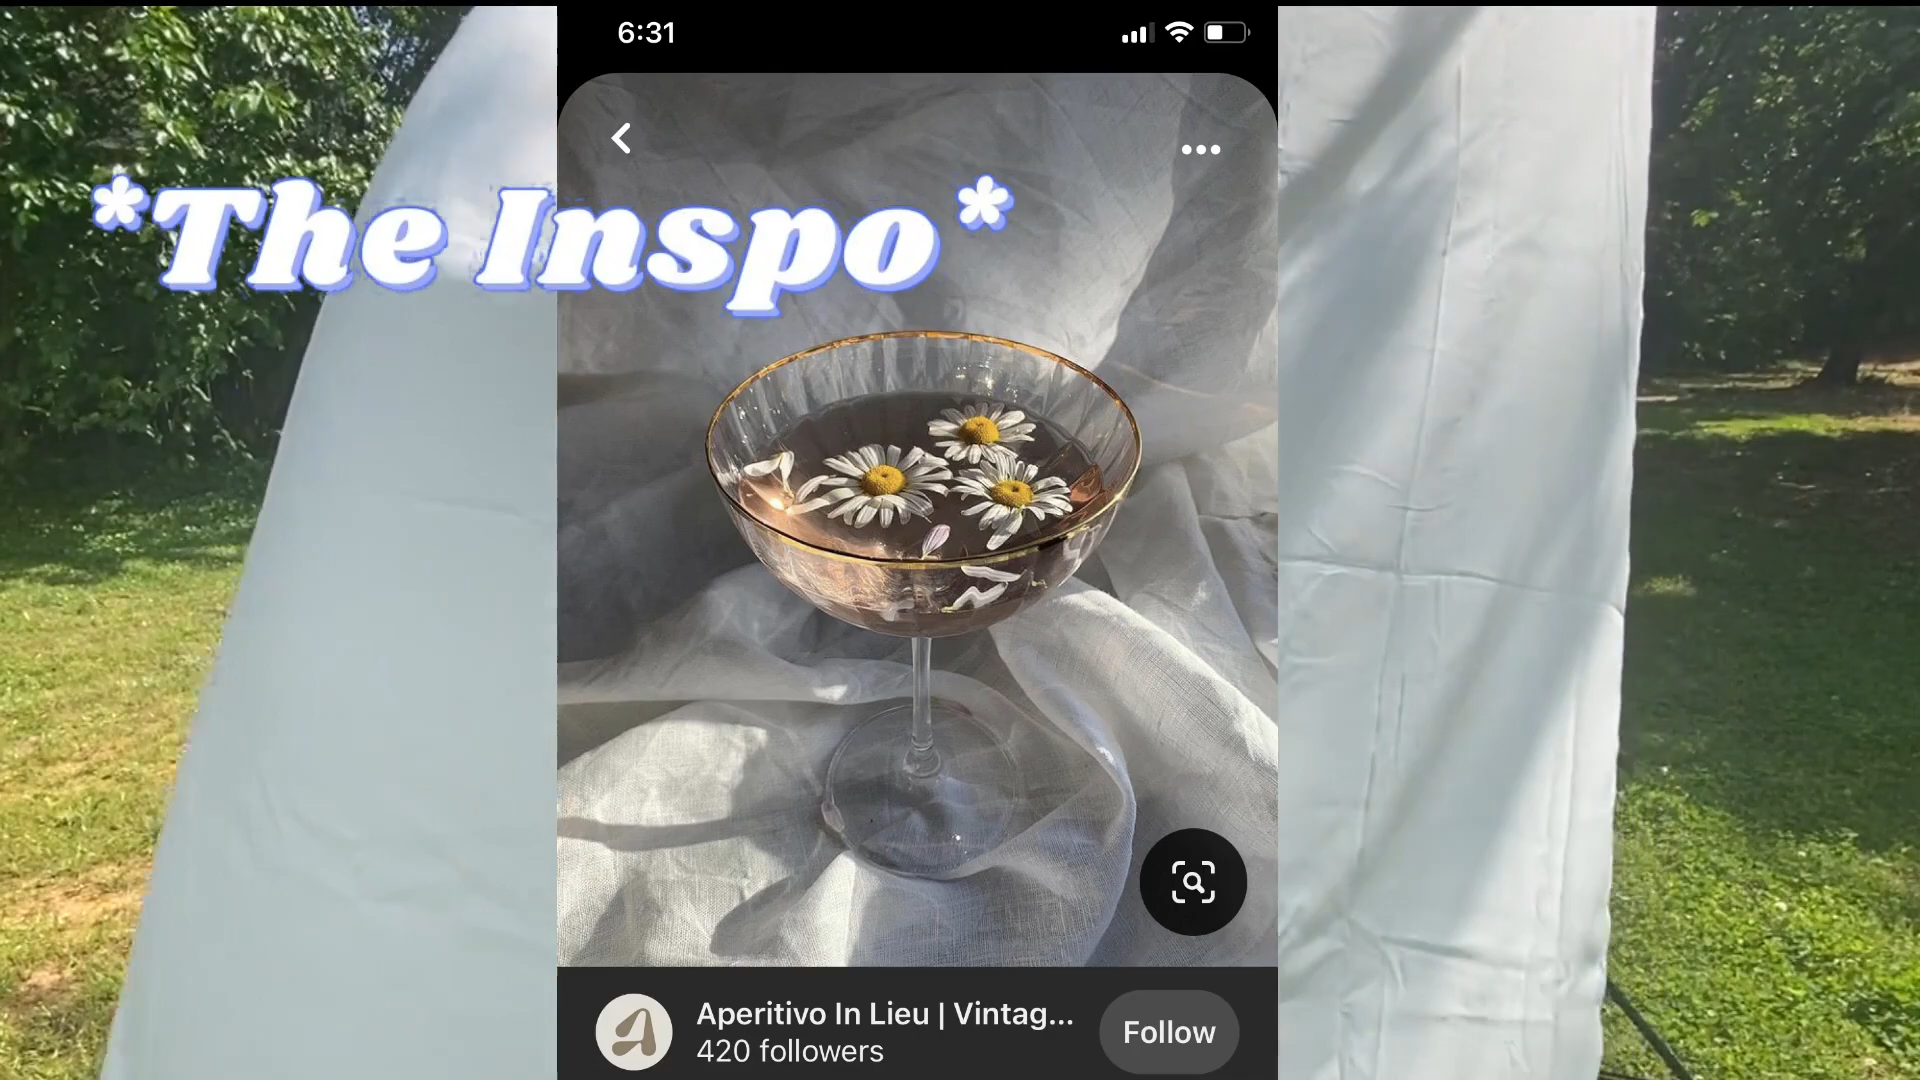 6:31
*The Inspo*
Aperitivo In Lieu | Vintag...
420 followers
Follow